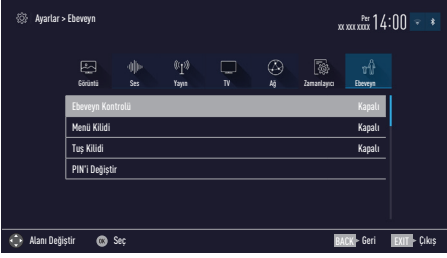 Ayarlar > Ebeveyn
Per
xx xxx xxxx 14:00
Görüntü Ses Yayın TV Ağ Zamanlayıcı Ebeveyn
Ebeveyn Kontrolü Kapalı
Menü Kilidi Kapalı
Tuş Kilidi Kapalı
PIN'i Değiştir
Alanı Değiştir OK Seç BACK Geri EXIT Çıkış